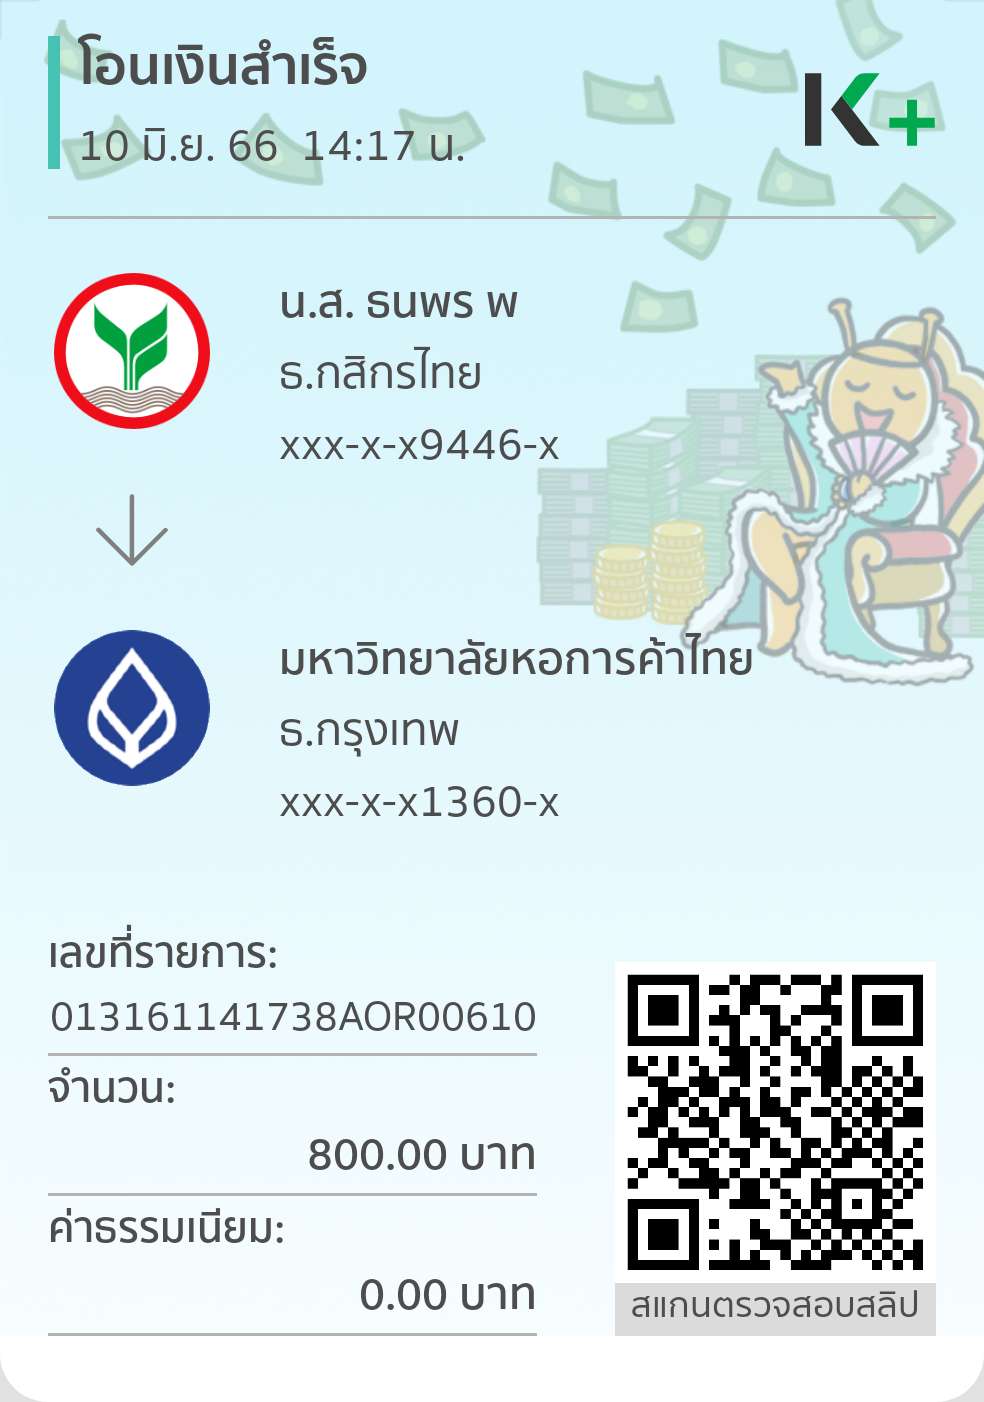 โอนเงินสำเร็จ
10 มิ.ย. 66 14:17 น.
K+
น.ส. ธนพร พ
ธ.กสิกรไทย
xxx-x-x9446-x
มหาวิทยาลัยหอการค้าไทย
ธ.กรุงเทพ
xxx-x-x1360-x
เลขที่รายการ:
013161141738AOR00610
จำนวน:
800.00 บาท
ค่าธรรมเนียม:
0.00 บาท
สแกนตรวจสอบสลิป